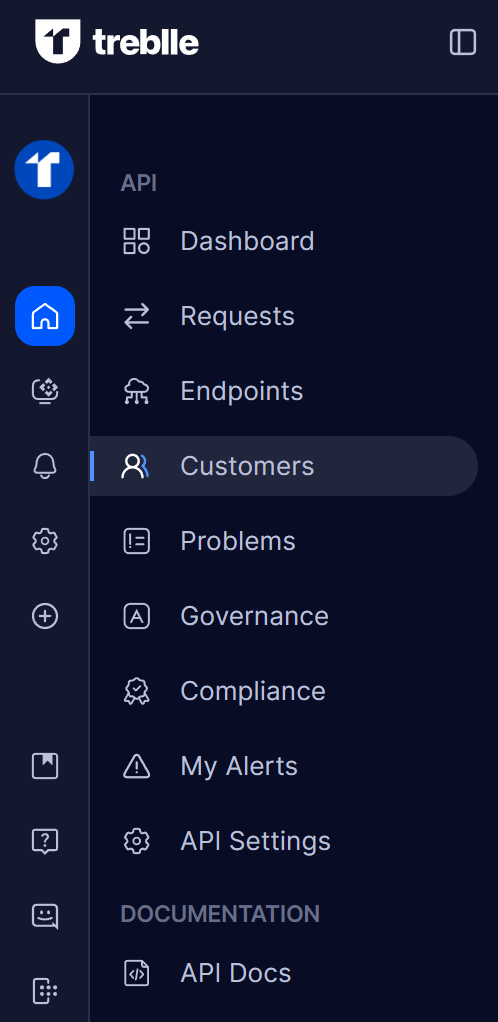 treblle
API
Dashboard
Requests
Endpoints
Customers
Problems
Governance
Compliance
My Alerts
API Settings
DOCUMENTATION
API Docs